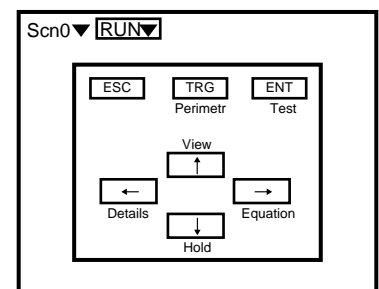 Scn0▼ RUN▼
ESC TRG ENT
Perimetr Test
View
↑
← →
Details Equation
↓
Hold